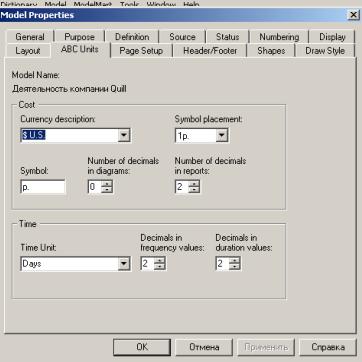 Dictionary Model ModelMart Tools Window Help
Model Properties
General Purpose Definition Source Status Numbering Display
Layout ABC Units Page Setup Header/Footer Shapes Draw Style
Model Name:
Деятельность компании Quill
Cost
Currency description: Symbol placement:
$ U.S. 1р.
Symbol: Number of decimals in diagrams: Number of decimals in reports:
р. 0 2
Time
Time Unit: Decimals in frequency values: Decimals in duration values:
Days 2 2
OK Отмена Применить Справка